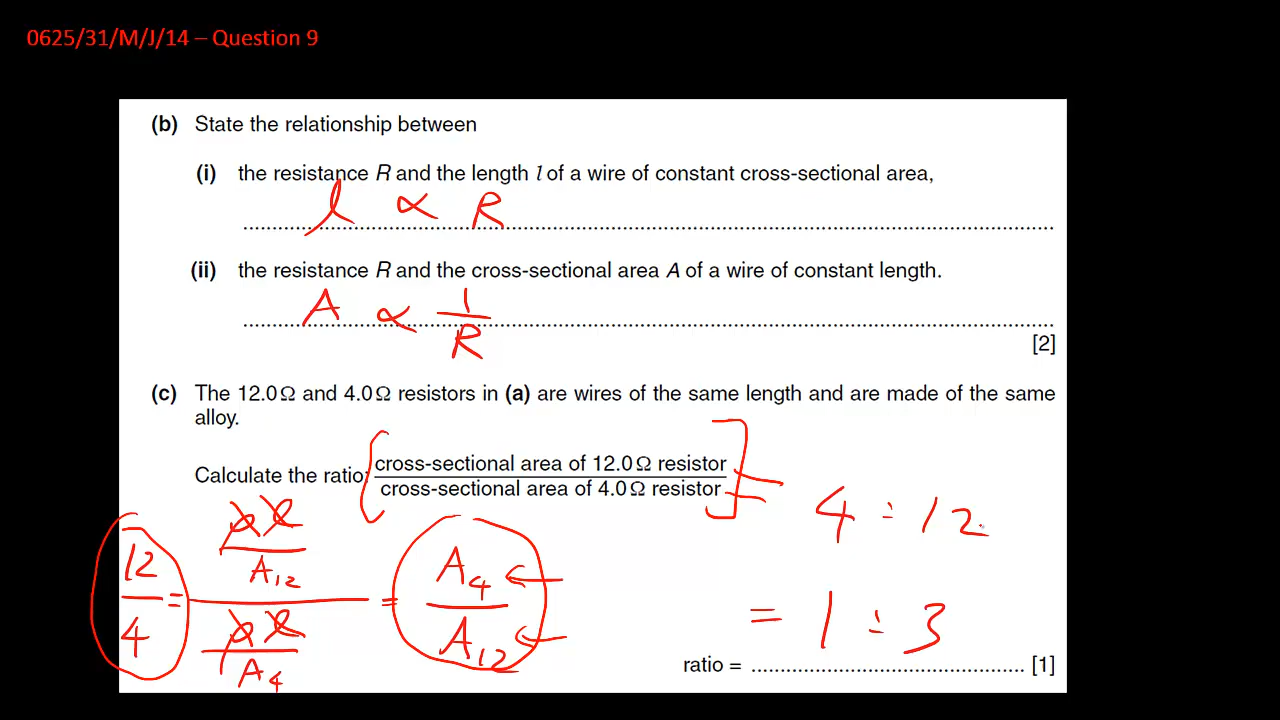 0625/31/M/J/14 – Question 9
(b) State the relationship between
(i) the resistance R and the length l of a wire of constant cross-sectional area,
l ∝ R
(ii) the resistance R and the cross-sectional area A of a wire of constant length.
A ∝ 1/R
[2]
(c) The 12.0 Ω and 4.0 Ω resistors in (a) are wires of the same length and are made of the same
alloy.
Calculate the ratio: cross-sectional area of 12.0 Ω resistor
cross-sectional area of 4.0 Ω resistor
= 4 : 12
12/4 = (ρl/A12)/(ρl/A4) = A4/A12
= 1 : 3
ratio = ................................................ [1]